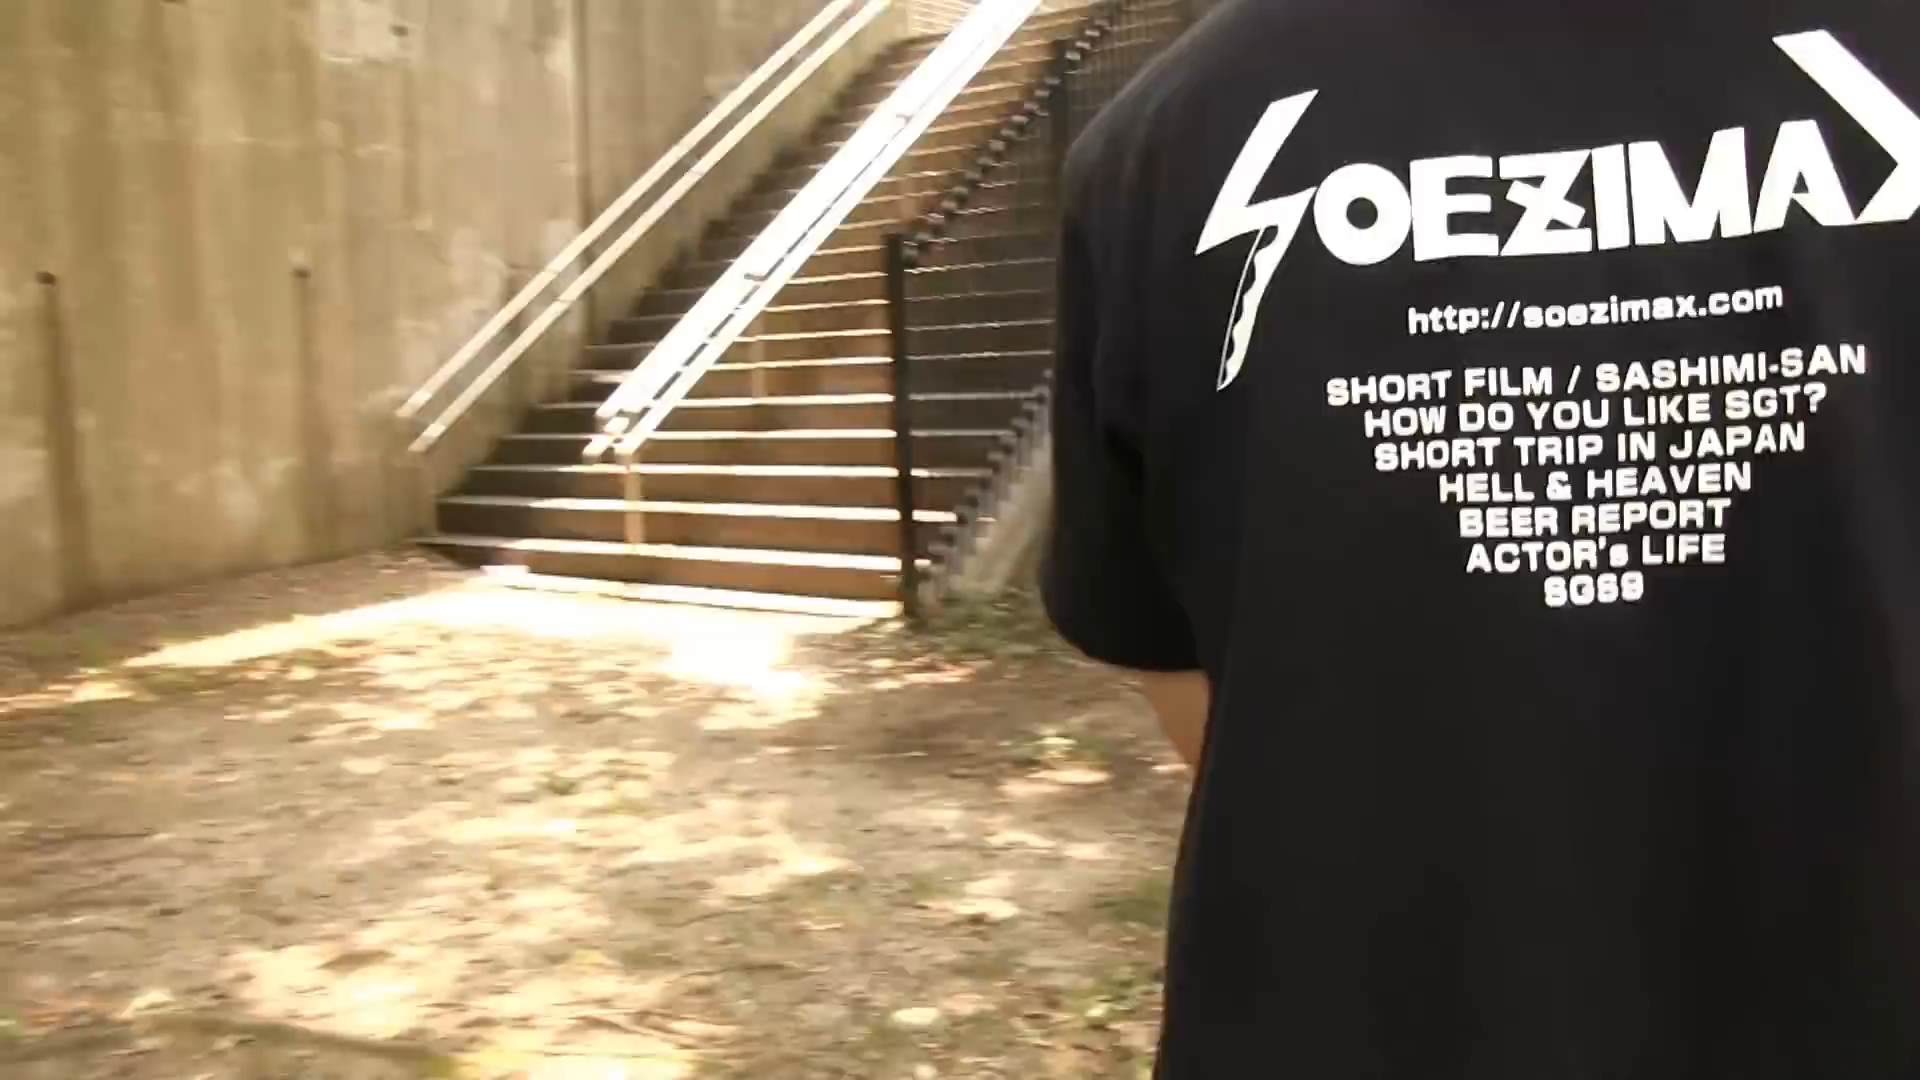 SOEZIMAX
http://soezimax.com
SHORT FILM / SASHIMI-SAN
HOW DO YOU LIKE SGT?
SHORT TRIP IN JAPAN
HELL & HEAVEN
BEER REPORT
ACTOR's LIFE
SGS9